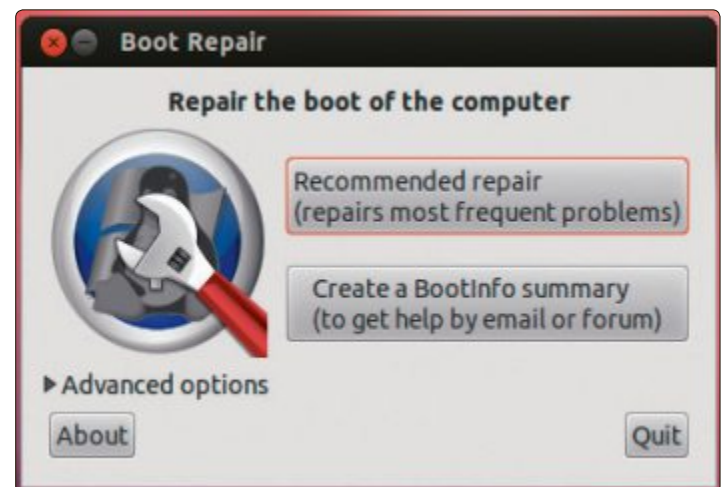 Boot Repair
Repair the boot of the computer
Recommended repair
(repairs most frequent problems)
Create a BootInfo summary
(to get help by email or forum)
Advanced options
About
Quit